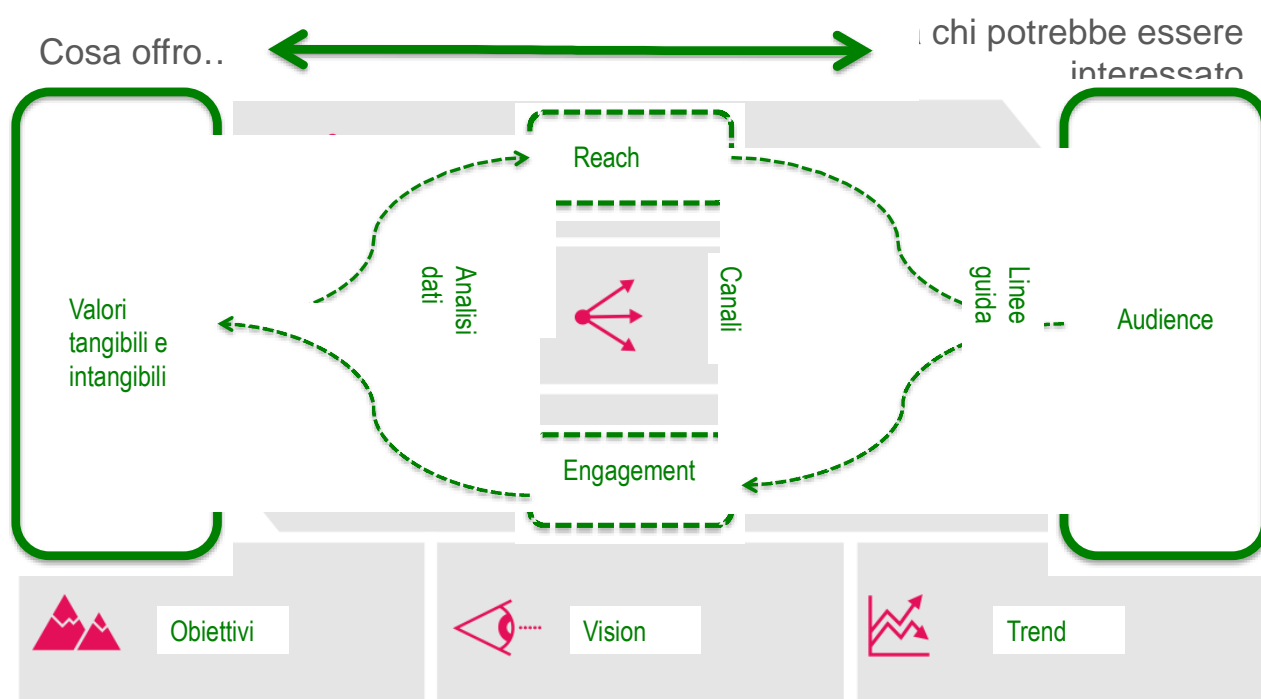 Cosa offro..
chi potrebbe essere
interessato
Reach
Analisi
dati
Canali
Linee
guida
Valori
tangibili e
intangibili
Audience
Engagement
Obiettivi
Vision
Trend